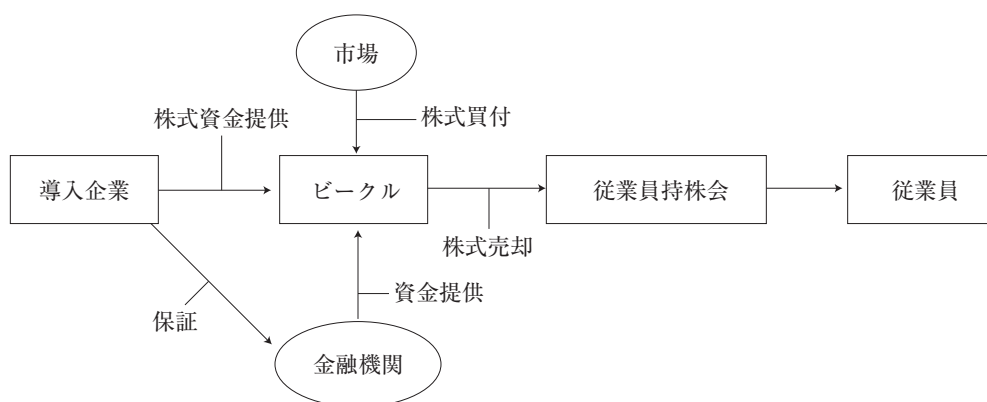 市場
株式資金提供
株式買付
導入企業
ビークル
従業員持株会
従業員
株式売却
資金提供
保証
金融機関